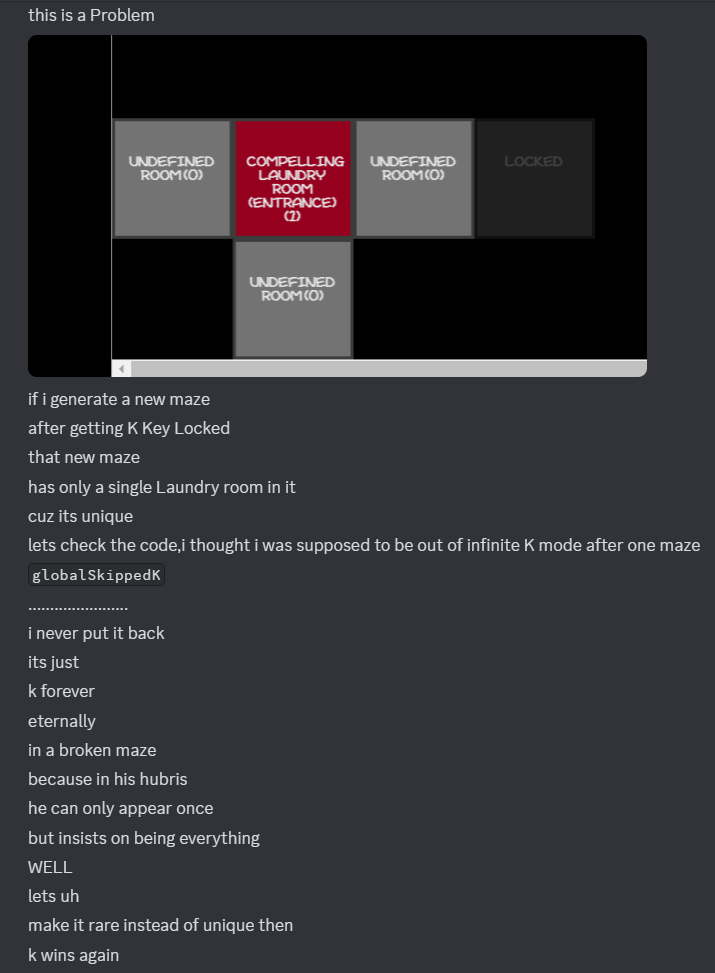 this is a Problem
UNDEFINED
ROOM(0)
COMPELLING
LAUNDRY
ROOM
(ENTRANCE)
(2)
UNDEFINED
ROOM(0)
LOCKED
UNDEFINED
ROOM(0)
if i generate a new maze
after getting K Key Locked
that new maze
has only a single Laundry room in it
cuz its unique
lets check the code,i thought i was supposed to be out of infinite K mode after one maze
globalSkippedK
.......................
i never put it back
its just
k forever
eternally
in a broken maze
because in his hubris
he can only appear once
but insists on being everything
WELL
lets uh
make it rare instead of unique then
k wins again